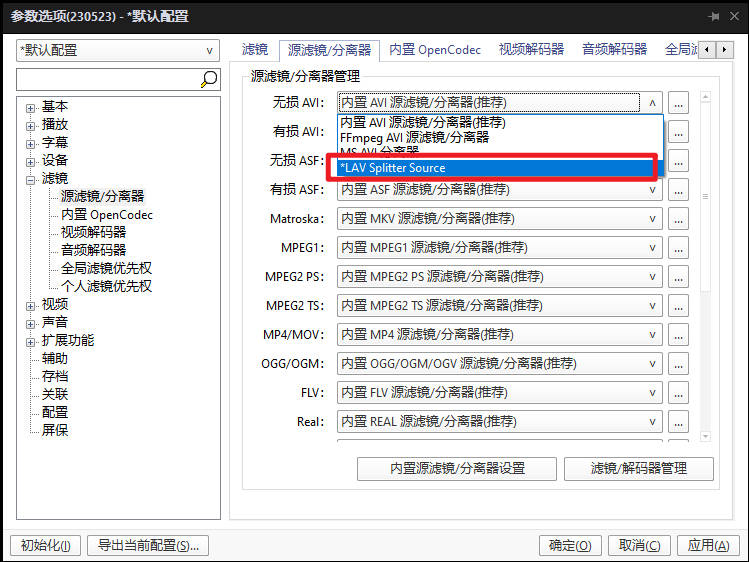 参数选项(230523) - *默认配置
*默认配置
滤镜 源滤镜/分离器 内置 OpenCodec 视频解码器 音频解码器 全局滤
基本
播放
字幕
设备
滤镜
源滤镜/分离器
内置 OpenCodec
视频解码器
音频解码器
全局滤镜优先权
个人滤镜优先权
视频
声音
扩展功能
辅助
存档
关联
配置
屏保
源滤镜/分离器管理
无损 AVI： 内置 AVI 源滤镜/分离器(推荐) ...
内置 AVI 源滤镜/分离器(推荐)
有损 AVI： ...
FFmpeg AVI 源滤镜/分离器
MS AVI 分离器
无损 ASF： *LAV Splitter Source ...
有损 ASF： 内置 ASF 源滤镜/分离器(推荐) ...
Matroska： 内置 MKV 源滤镜/分离器(推荐) ...
MPEG1： 内置 MPEG1 源滤镜/分离器(推荐) ...
MPEG2 PS： 内置 MPEG2 PS 源滤镜/分离器(推荐) ...
MPEG2 TS： 内置 MPEG2 TS 源滤镜/分离器(推荐) ...
MP4/MOV： 内置 MP4 源滤镜/分离器(推荐) ...
OGG/OGM： 内置 OGG/OGM/OGV 源滤镜/分离器(推荐) ...
FLV： 内置 FLV 源滤镜/分离器(推荐) ...
Real： 内置 REAL 源滤镜/分离器(推荐) ...
内置源滤镜/分离器设置 滤镜/解码器管理
初始化(I) 导出当前配置(S)... 确定(O) 取消(C) 应用(A)